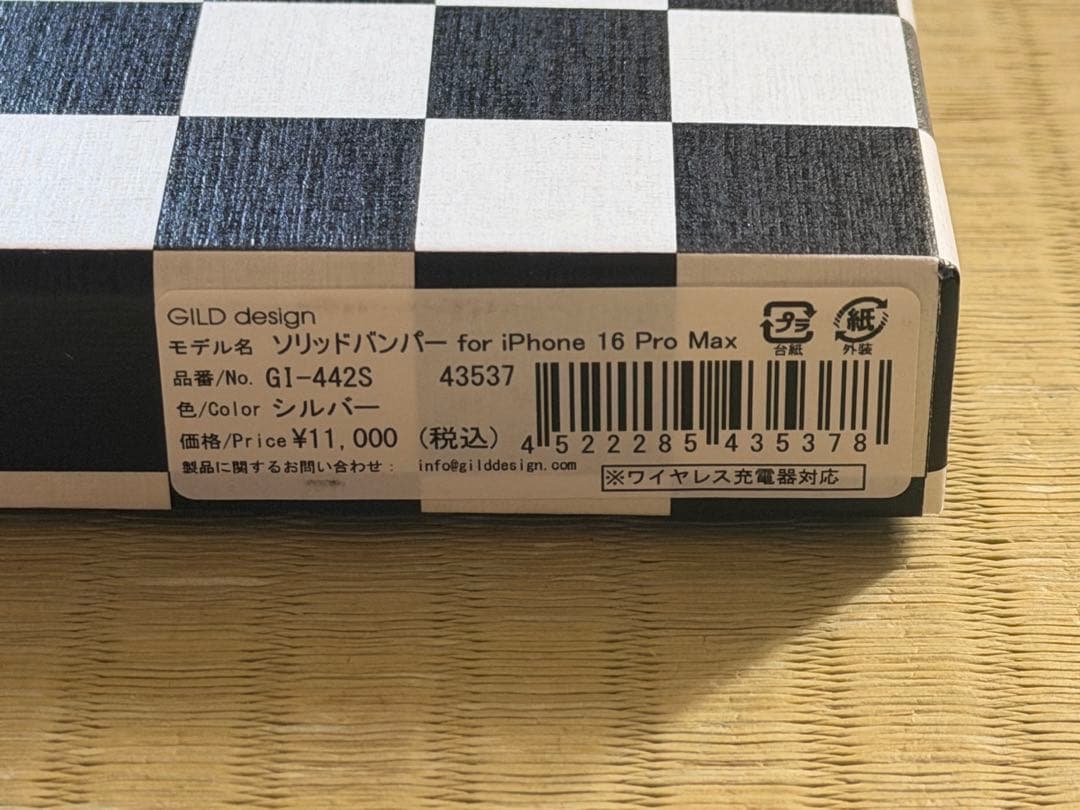 GILD design
モデル名 ソリッドバンパー for iPhone 16 Pro Max
プラ
台紙
紙
外装
品番/No. GI-442S 43537
色/Color シルバー
価格/Price ¥11,000 (税込)
4 522285 435378
製品に関するお問い合わせ： info@gilddesign.com
※ワイヤレス充電器対応